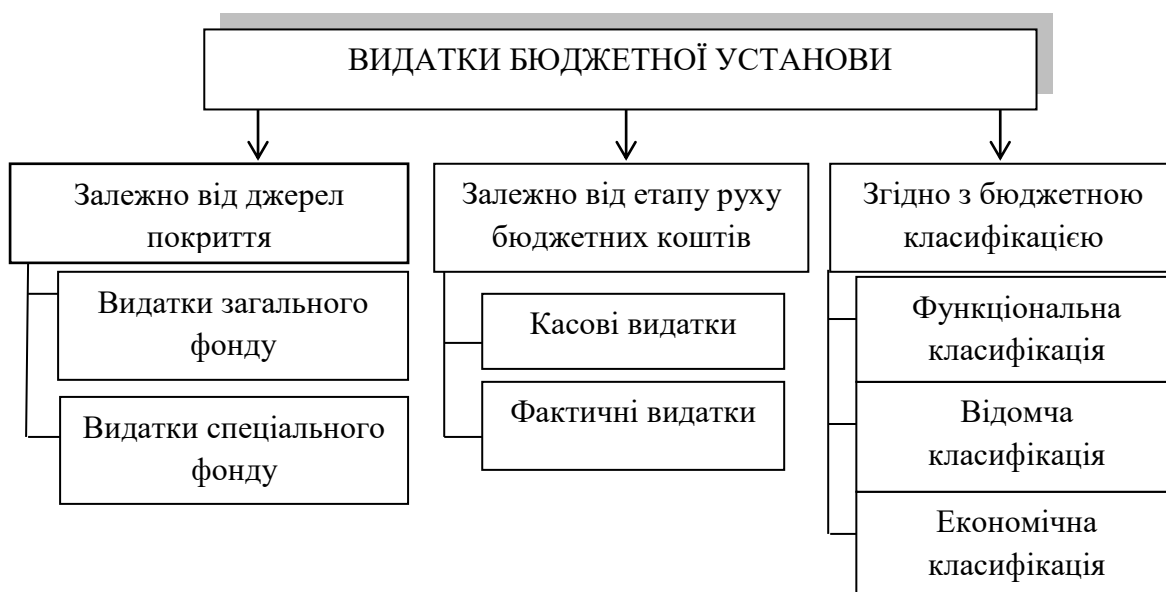 ВИДАТКИ БЮДЖЕТНОЇ УСТАНОВИ
Залежно від джерел
покриття
Видатки загального
фонду
Видатки спеціального
фонду
Залежно від етапу руху
бюджетних коштів
Касові видатки
Фактичні видатки
Згідно з бюджетною
класифікацією
Функціональна
класифікація
Відомча
класифікація
Економічна
класифікація